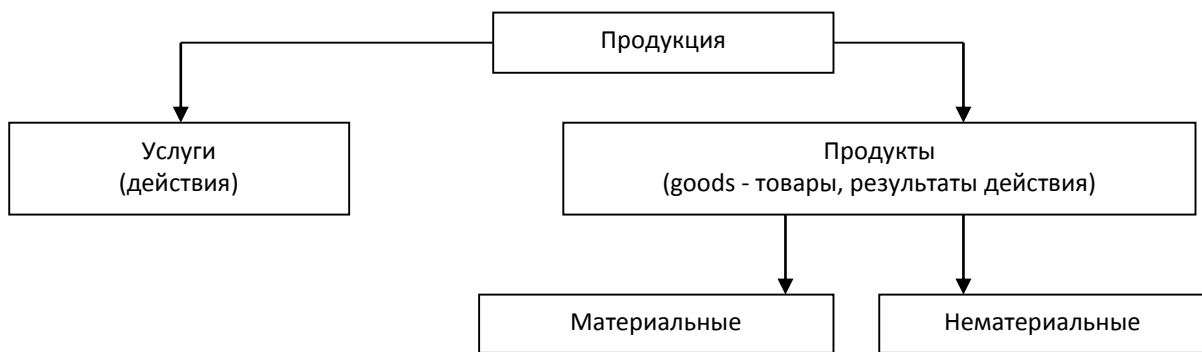 Продукция
Услуги
(действия)
Продукты
(goods - товары, результаты действия)
Материальные
Нематериальные